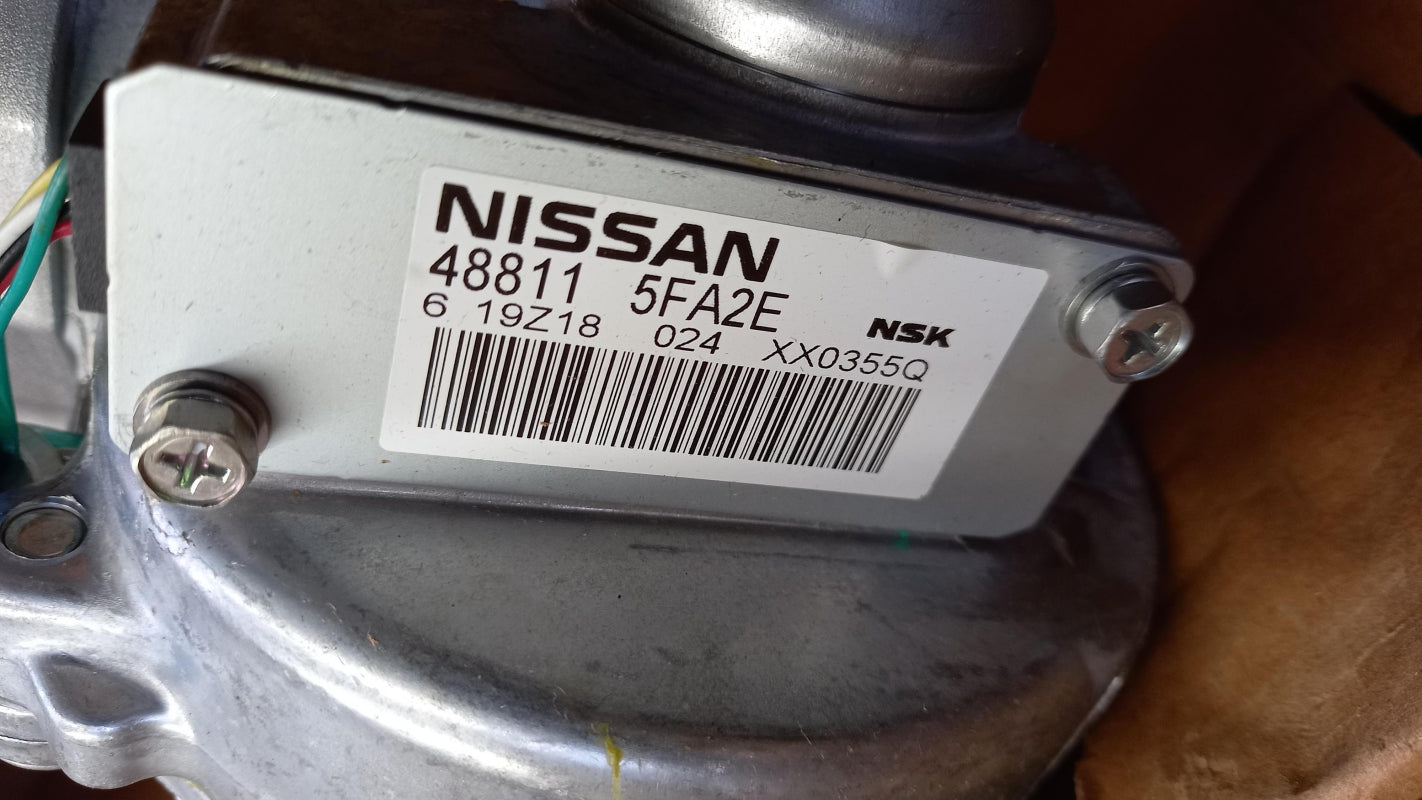 NISSAN
48811 5FA2E
NSK
6 19Z18 024 XX0355Q